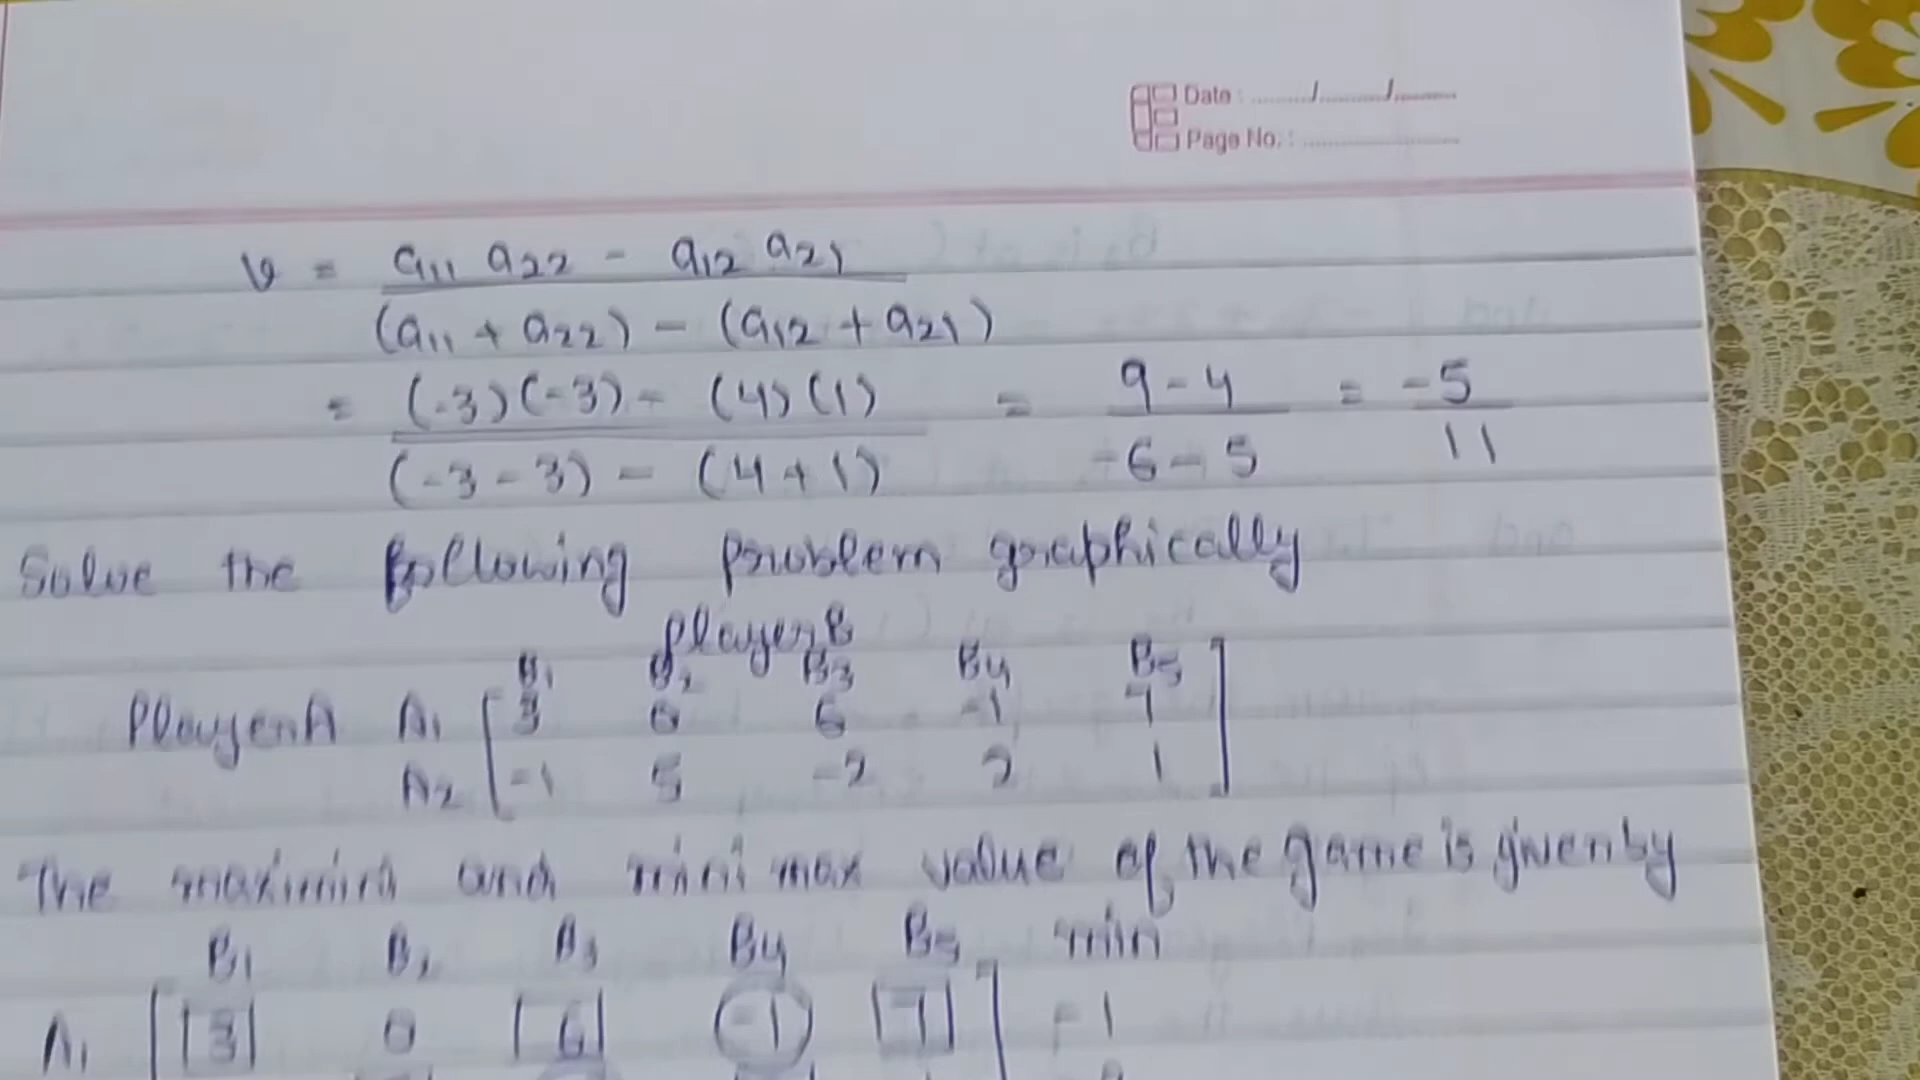 Date : ......../........./..........
Page No. : ......................
v = a11 a22 - a12 a21
(a11 + a22) - (a12 + a21)
= (-3)(-3) - (4)(1) = 9-4 = -5
(-3-3) - (4+1) -6-5 11
Solve the following problem graphically
Player B
B1 B2 B3 B4 B5
Player A A1 3 0 6 -1 7
A2 -1 5 -2 2 1
The maximin and mini max value of the game is given by
B1 B2 B3 B4 B5 min
A1 3 0 6 -1 7 -1